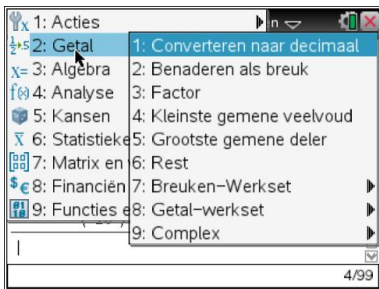 1: Acties
2: Getal
3: Algebra
4: Analyse
5: Kansen
6: Statistieke
7: Matrix en
8: Financiën
9: Functies e
1: Converteren naar decimaal
2: Benaderen als breuk
3: Factor
4: Kleinste gemene veelvoud
5: Grootste gemene deler
6: Rest
7: Breuken-Werkset
8: Getal-werkset
9: Complex
4/99